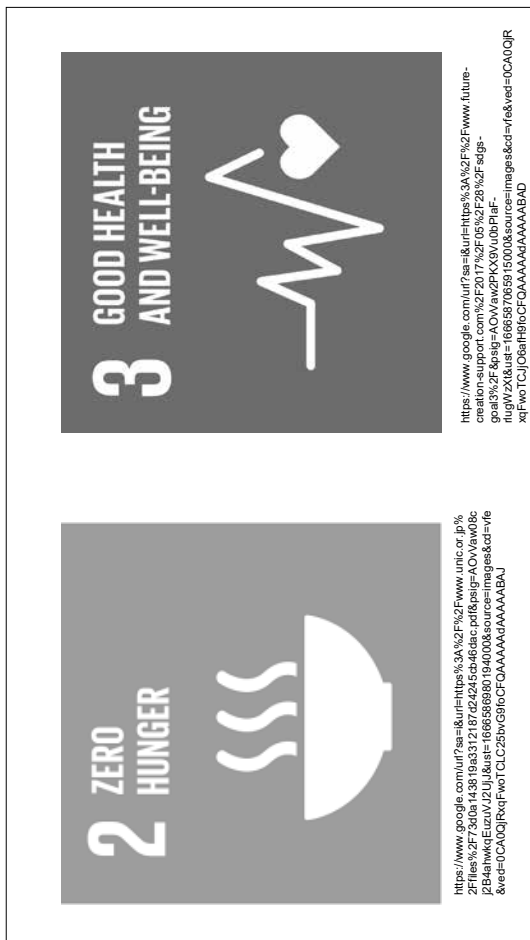 2 ZERO
HUNGER
https://www.google.com/url?sa=i&url=https%3A%2F%2Fwww.unic.or.jp%
2Ffiles%2F73d0a143819a3312187d24245cb46dac.pdf&psig=AOvVaw08c
j2B4ahwkqEuzuVJ2UjJ&ust=1666586980194000&source=images&cd=vfe
&ved=0CA0QjRxqFwoTCLC25bvG9foCFQAAAAAdAAAAABAJ
3 GOOD HEALTH
AND WELL-BEING
https://www.google.com/url?sa=i&url=https%3A%2F%2Fwww.future-
creation-support.com%2F2017%2F05%2F28%2Fsdgs-
goal3%2F&psig=AOvVaw2PKX9Vu0bPIaF-
rlugWzXt&ust=1666587065915000&source=images&cd=vfe&ved=0CA0QjR
xqFwoTCJjO6afH9foCFQAAAAAdAAAAABAD